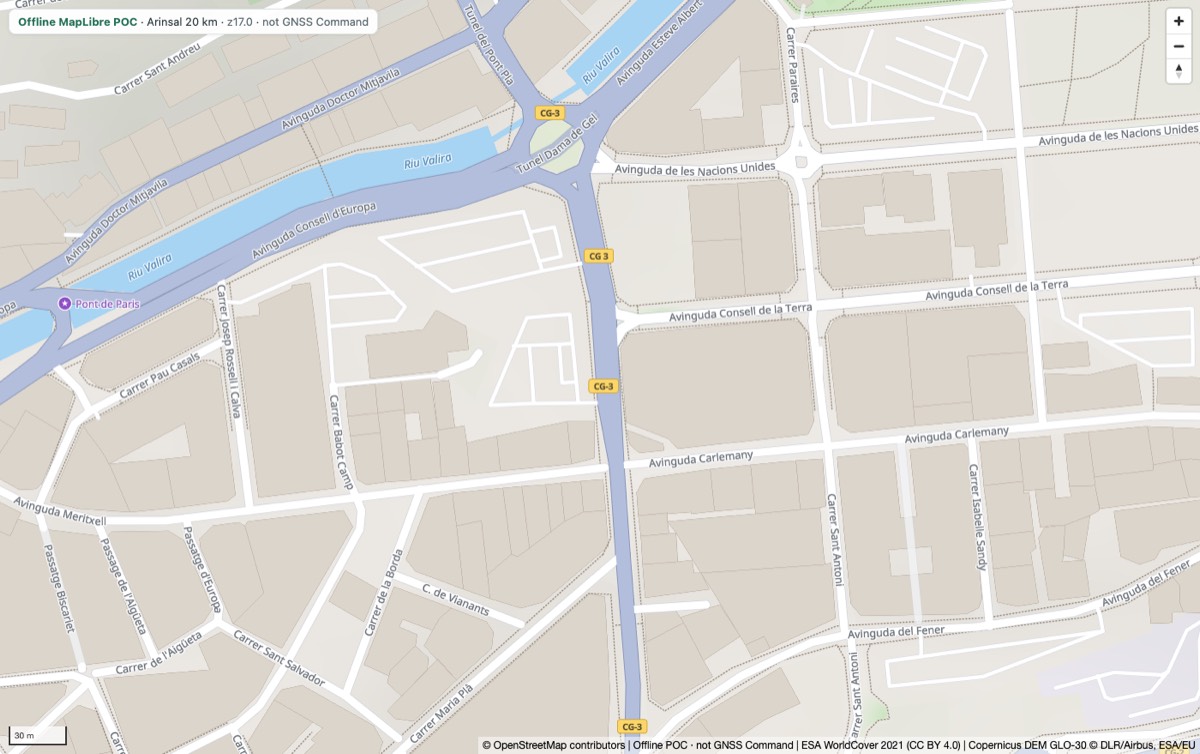 Offline MapLibre POC · Arinsal 20 km · z17.0 · not GNSS Command
Carrer Sant Andreu
Avinguda Doctor Mitjavila
Tunel del Pont Pla
Riu Valira
Avinguda Esteve Albert
Carrer Paraires
CG-3
Tunel Dama de Gel
Avinguda de les Nacions Unides
Avinguda de les Nacions Unides
Riu Valira
Avinguda Doctor Mitjavila
Avinguda Consell d'Europa
Riu Valira
CG 3
Pont de Paris
Avinguda Consell de la Terra
Avinguda Consell de la Terra
Carrer Josep Rossell i Calva
Carrer Pau Casals
CG-3
Carrer Babot Camp
Avinguda Carlemany
Avinguda Carlemany
Avinguda Meritxell
Carrer Sant Antoni
Carrer Isabelle Sandy
Passatge Biscarlet
Passage de l'Aigüeta
Passatge d'Europa
Carrer de la Borda
C. de Vianants
Avinguda del Fener
Avinguda del Fener
Carrer de l'Aigüeta
Carrer Sant Salvador
Carrer Maria Pla
CG-3
30 m
© OpenStreetMap contributors | Offline POC · not GNSS Command | ESA WorldCover 2021 (CC BY 4.0) | Copernicus DEM GLO-30 © DLR/Airbus, ESA/EU